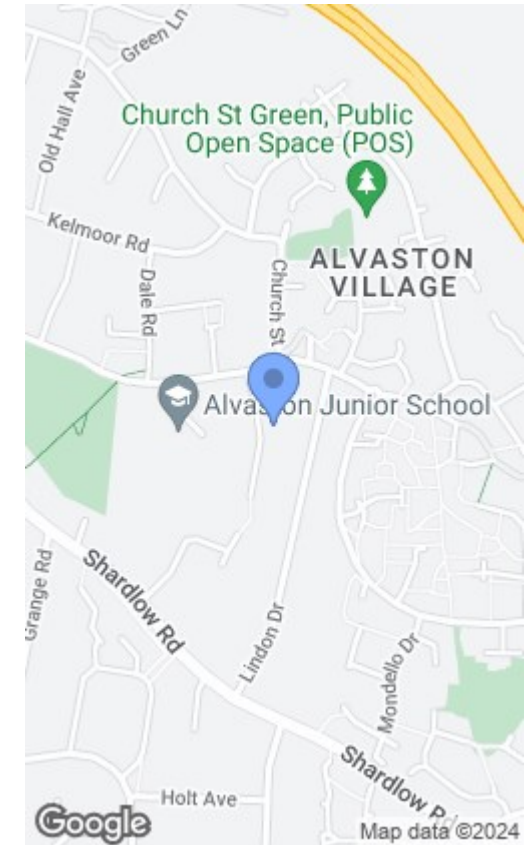 Green Ln
Old Hall Ave
Church St Green, Public
Open Space (POS)
Kelmoor Rd
ALVASTON
VILLAGE
Church St
Dale Rd
Alvaston Junior School
Grange Rd
Shardlow Rd
Lindon Dr
Mondello Dr
Shardlow Rd
Holt Ave
Google
Map data ©2024